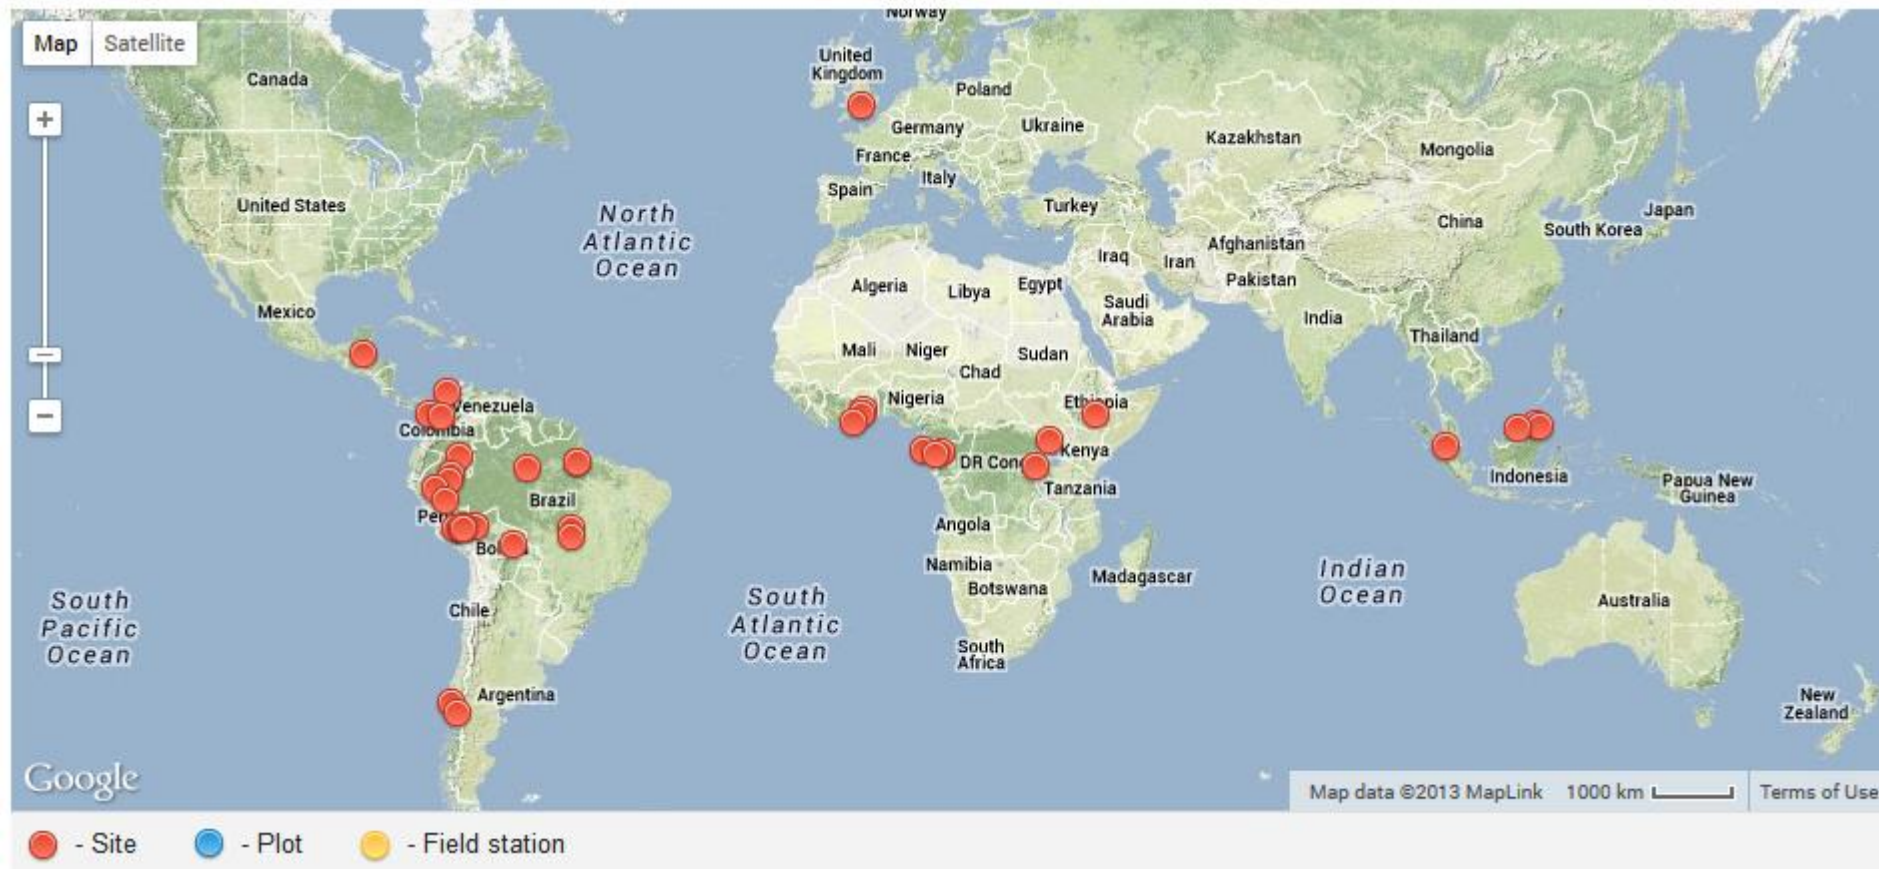 Map Satellite
Norway
United
Kingdom
Canada
Poland
Germany
Ukraine
Kazakhstan
Mongolia
France
Italy
Spain
United States
Turkey
Japan
China
South Korea
North
Atlantic
Ocean
Afghanistan
Iraq
Iran
Pakistan
Algeria
Libya
Egypt
Saudi
Arabia
Mexico
India
Thailand
Mali
Niger
Sudan
Chad
Nigeria
Ethiopia
Venezuela
Colombia
DR Con
Kenya
Tanzania
Indonesia
Papua New
Guinea
Brazil
Per
Bo
Angola
Namibia
Botswana
Madagascar
Indian
Ocean
Australia
South
Pacific
Ocean
Chile
South
Atlantic
Ocean
South
Africa
Argentina
New
Zealand
Google
Map data ©2013 MapLink 1000 km Terms of Use
- Site - Plot - Field station